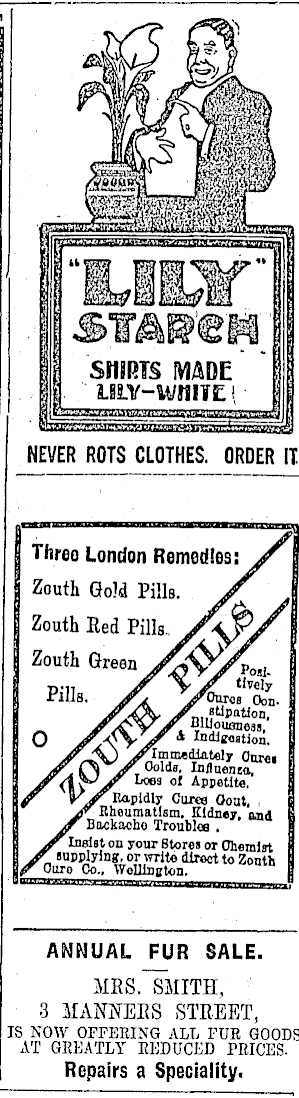 "LILY"
STARCH
SHIRTS MADE
LILY-WHITE
NEVER ROTS CLOTHES. ORDER IT
Three London Remedies:
Zouth Gold Pills.
Zouth Red Pills.
Zouth Green
Pills.
ZOUTH PILLS
Posi-
tively
Cures Con-
stipation,
Biliousness,
& Indigestion.
Immediately Cures
Colds, Influenza,
Loss of Appetite.
Rapidly Cures Gout,
Rheumatism, Kidney, and
Backache Troubles.
Insist on your Stores or Chemist
supplying, or write direct to Zouth
Cure Co., Wellington.
ANNUAL FUR SALE.
MRS. SMITH,
3 MANNERS STREET,
IS NOW OFFERING ALL FUR GOODS
AT GREATLY REDUCED PRICES.
Repairs a Speciality.